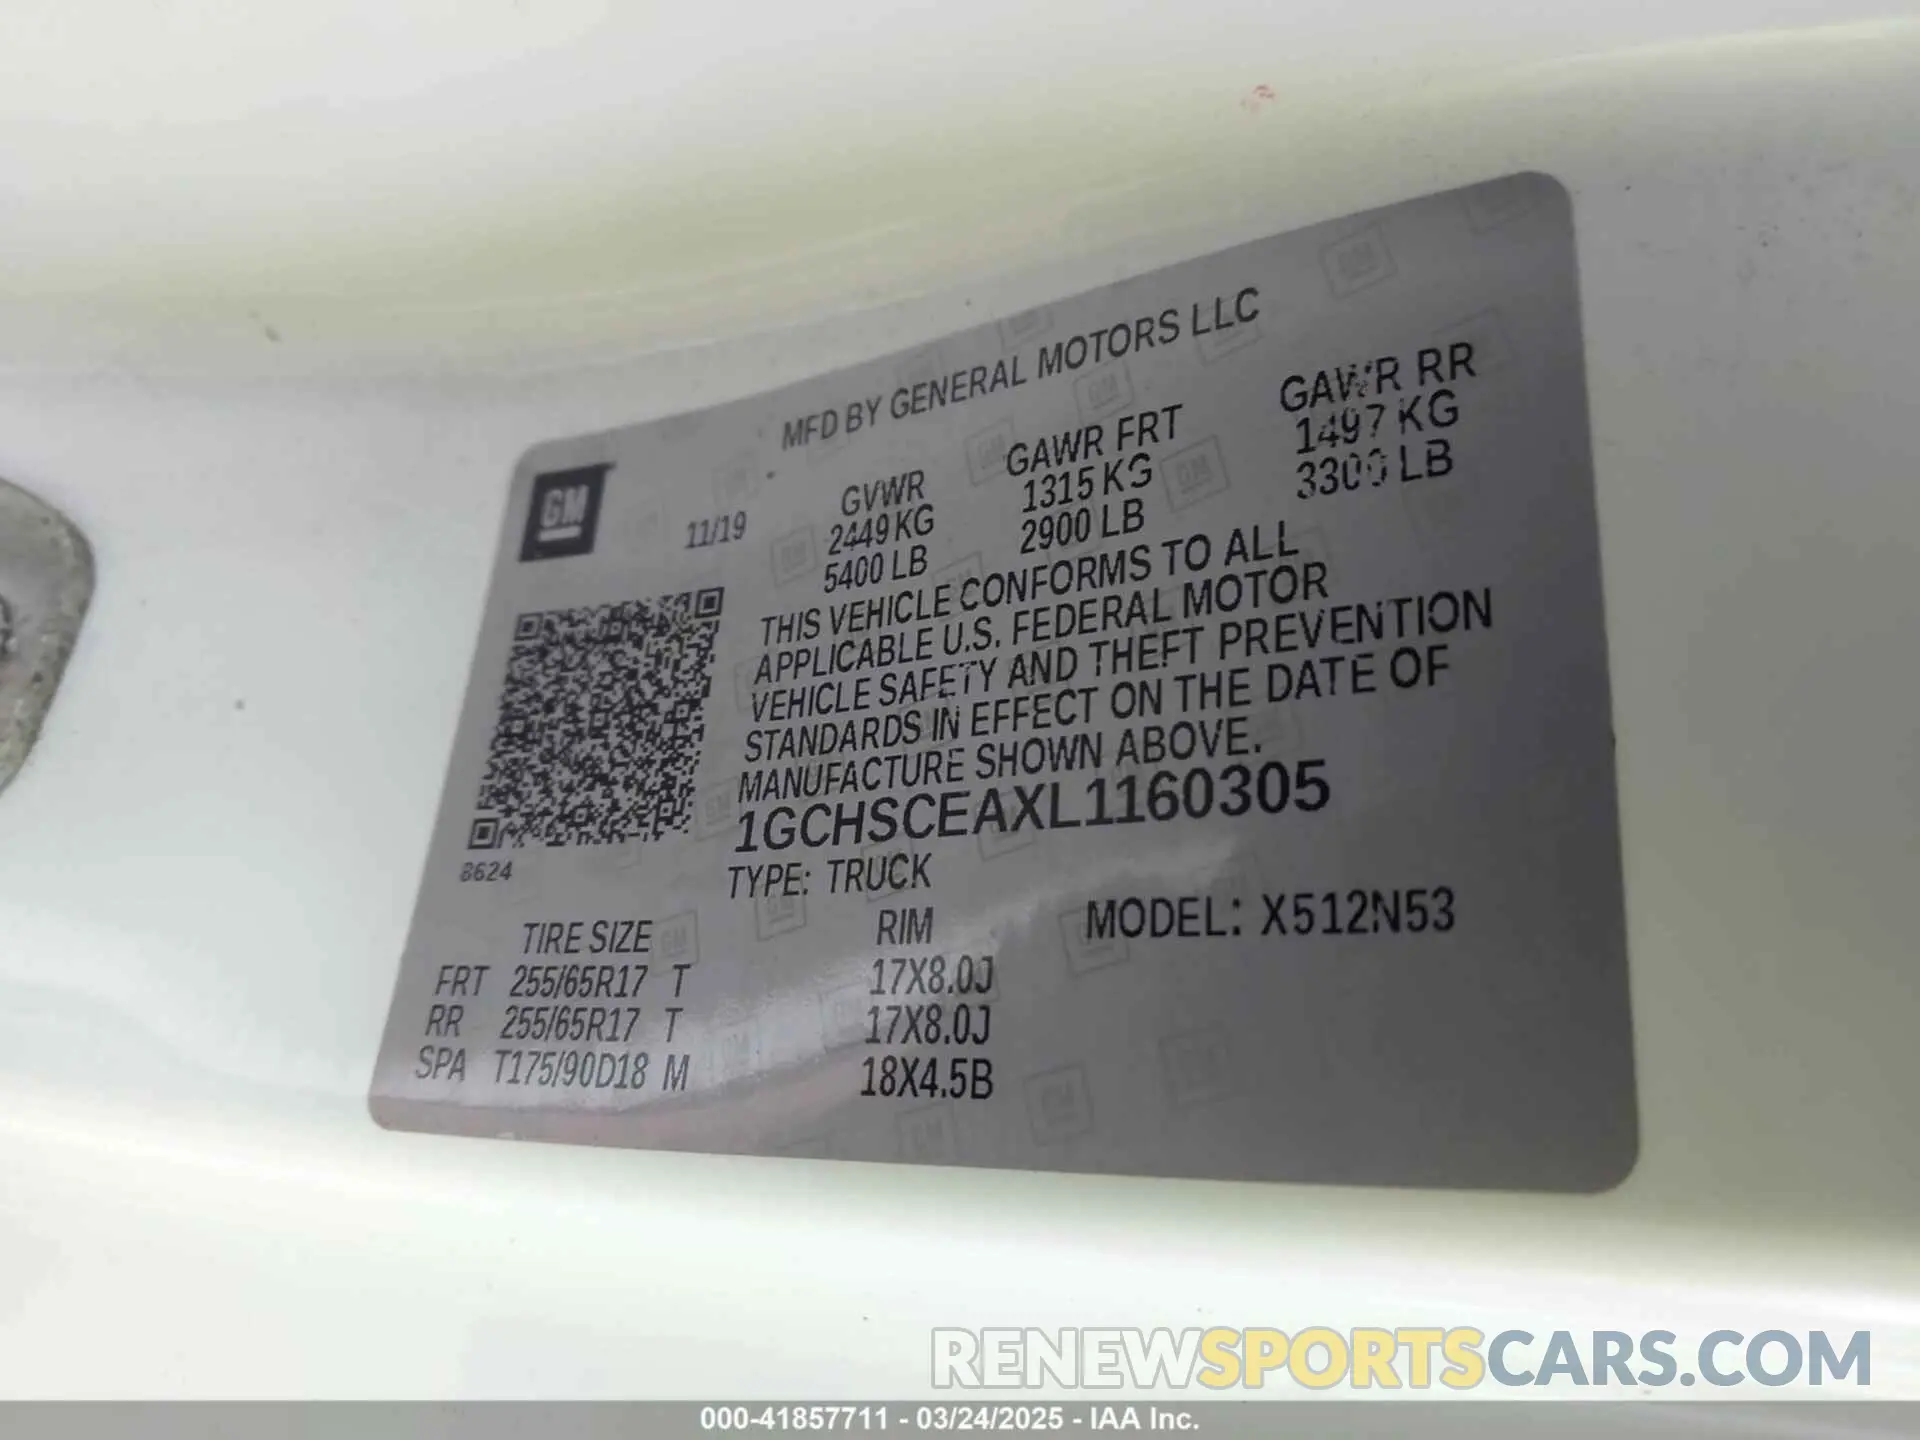 MFD BY GENERAL MOTORS LLC
GM
11/19
GVWR GAWR FRT GAWR RR
2449 KG 1315 KG 1497 KG
5400 LB 2900 LB 3300 LB
THIS VEHICLE CONFORMS TO ALL
APPLICABLE U.S. FEDERAL MOTOR
VEHICLE SAFETY AND THEFT PREVENTION
STANDARDS IN EFFECT ON THE DATE OF
MANUFACTURE SHOWN ABOVE.
1GCHSCEAXL1160305
8624
TYPE: TRUCK
MODEL: X512N53
TIRE SIZE RIM
FRT 255/65R17 T 17X8.0J
RR 255/65R17 T 17X8.0J
SPA T175/90D18 M 18X4.5B
RENEWSPORTSCARS.COM
000-41857711 - 03/24/2025 - IAA Inc.